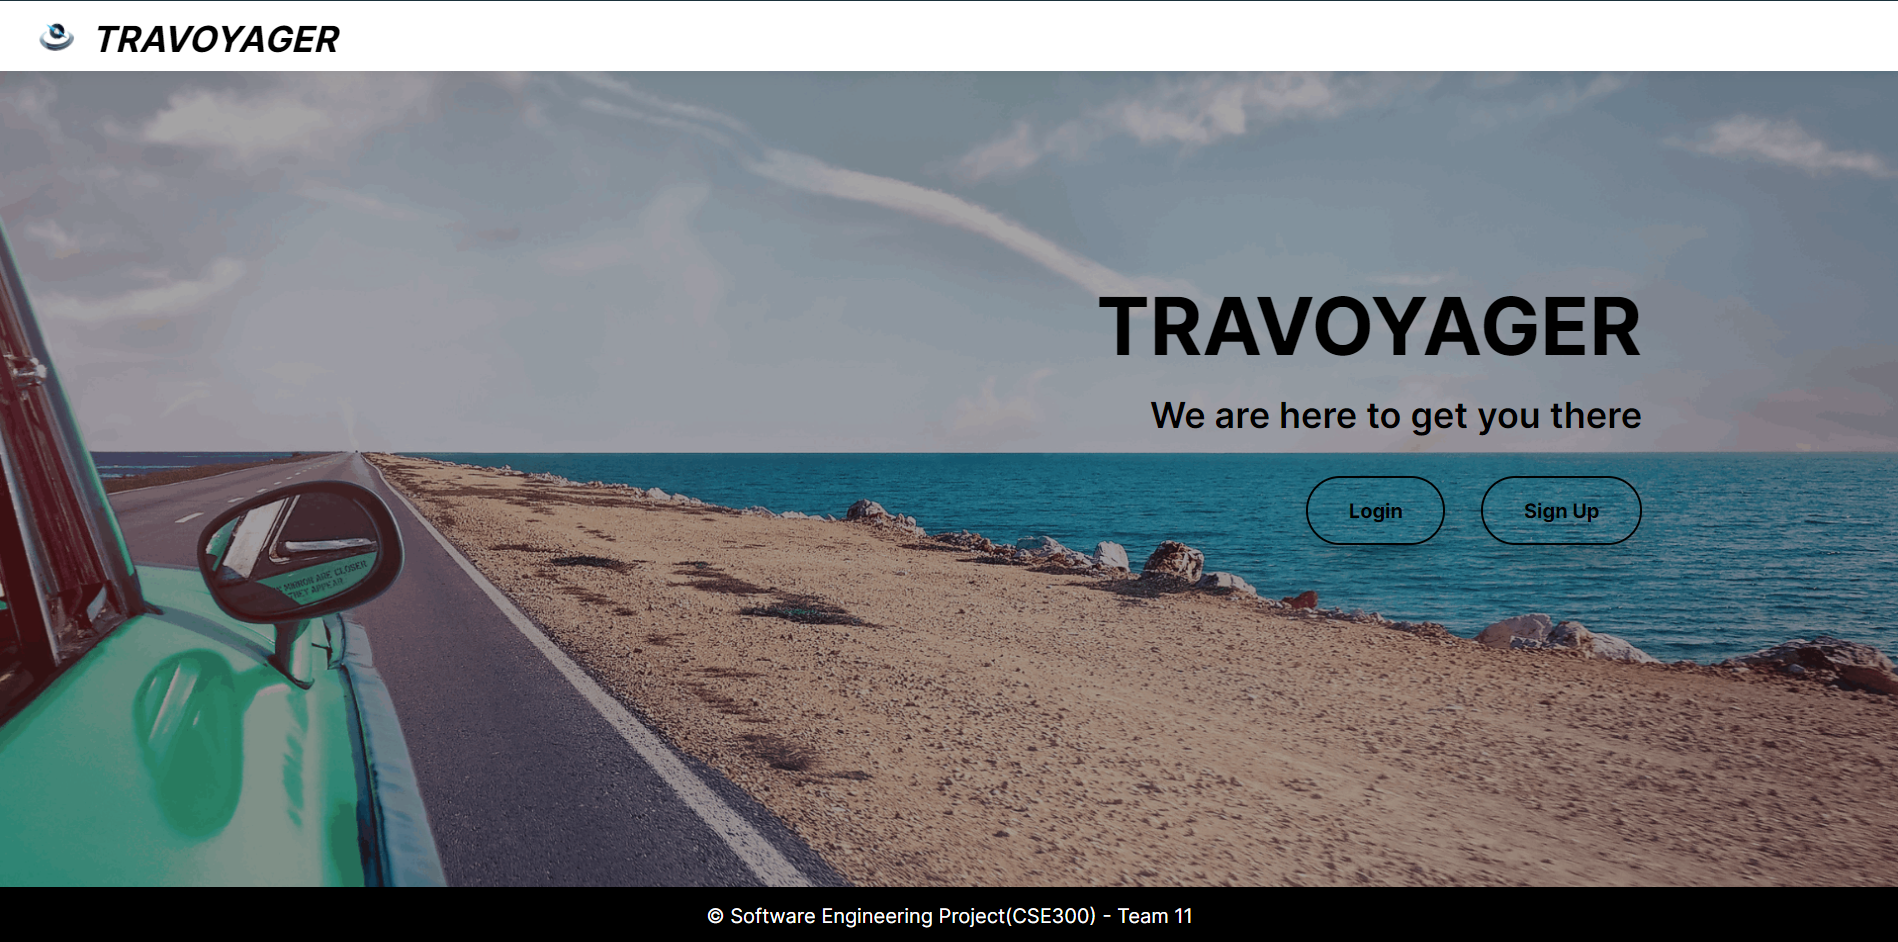 TRAVOYAGER
TRAVOYAGER
We are here to get you there
Login
Sign Up
MIRROR ARE CLOSER
THEY APPEAR
© Software Engineering Project(CSE300) - Team 11